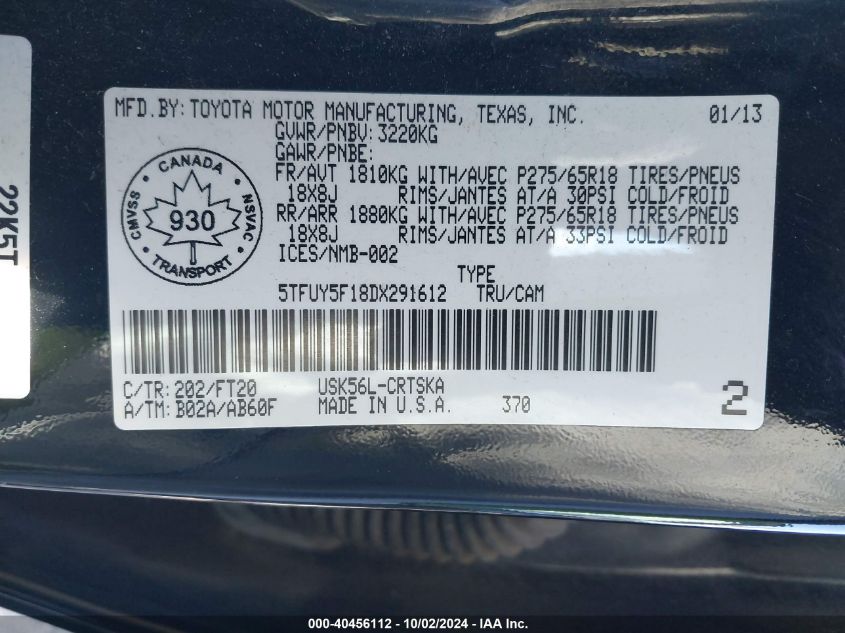 MFD.BY: TOYOTA MOTOR MANUFACTURING, TEXAS, INC. 01/13
GVWR/PNBV: 3220KG
GAWR/PNBE:
FR/AVT 1810KG WITH/AVEC P275/65R18 TIRES/PNEUS
18X8J RIMS/JANTES AT/A 30PSI COLD/FROID
RR/ARR 1880KG WITH/AVEC P275/65R18 TIRES/PNEUS
18X8J RIMS/JANTES AT/A 33PSI COLD/FROID
ICES/NMB-002
CANADA
CMVSS
930
NSVAC
TRANSPORT
TYPE
5TFUY5F18DX291612 TRU/CAM
C/TR: 202/FT20 USK56L-CRTSKA
A/TM: B02A/AB60F MADE IN U.S.A. 370
2
22K5T
000-40456112 - 10/02/2024 - IAA Inc.